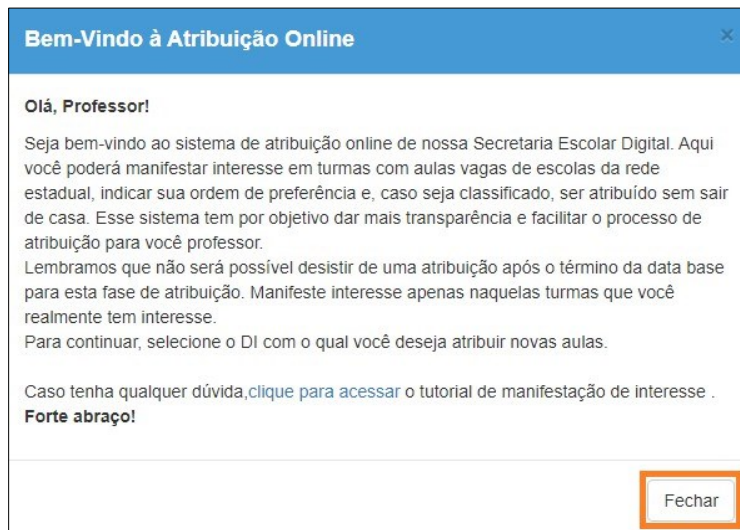 Bem-Vindo à Atribuição Online
×
Olá, Professor!
Seja bem-vindo ao sistema de atribuição online de nossa Secretaria Escolar Digital. Aqui
você poderá manifestar interesse em turmas com aulas vagas de escolas da rede
estadual, indicar sua ordem de preferência e, caso seja classificado, ser atribuído sem sair
de casa. Esse sistema tem por objetivo dar mais transparência e facilitar o processo de
atribuição para você professor.
Lembramos que não será possível desistir de uma atribuição após o término da data base
para esta fase de atribuição. Manifeste interesse apenas naquelas turmas que você
realmente tem interesse.
Para continuar, selecione o DI com o qual você deseja atribuir novas aulas.
Caso tenha qualquer dúvida,clique para acessar o tutorial de manifestação de interesse .
Forte abraço!
Fechar